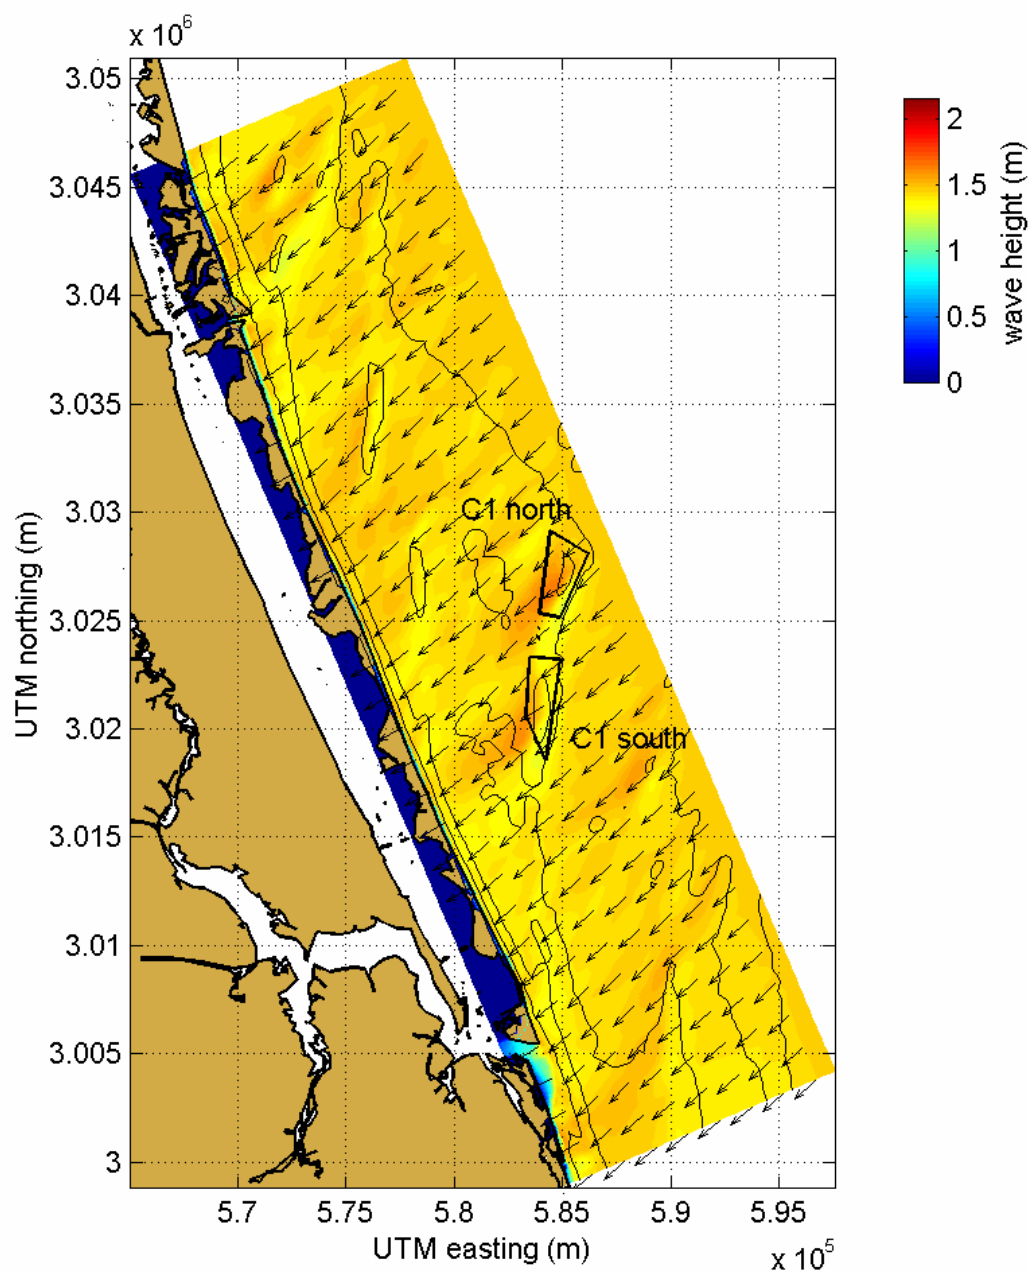 x 10^6
3.05
3.045
3.04
3.035
3.03
3.025
3.02
3.015
3.01
3.005
3
UTM northing (m)
C1 north
C1 south
2
1.5
1
0.5
0
wave height (m)
5.7 5.75 5.8 5.85 5.9 5.95
UTM easting (m)
x 10^5